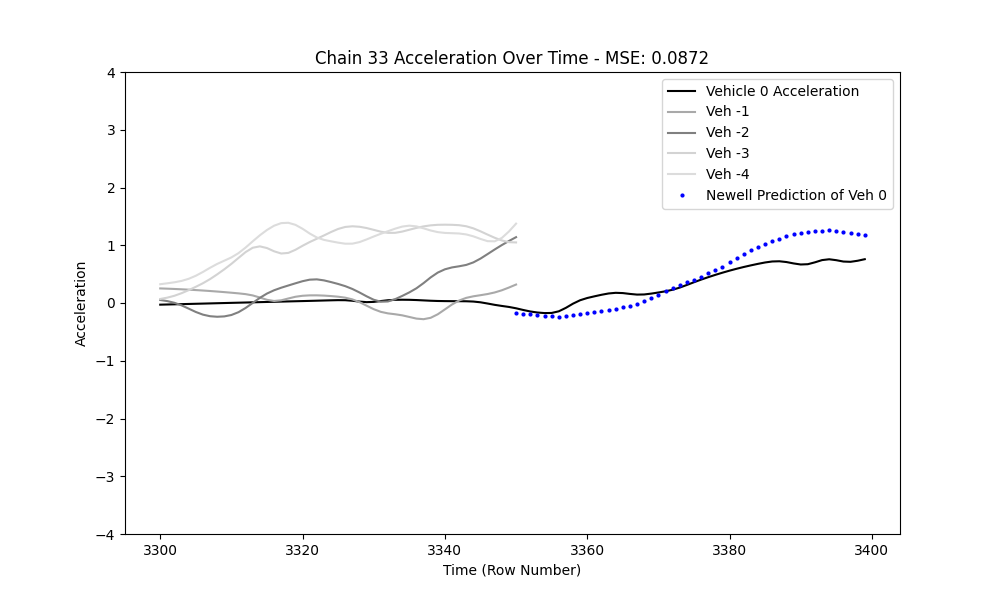 Chain 33 Acceleration Over Time - MSE: 0.0872
Vehicle 0 Acceleration
Veh -1
Veh -2
Veh -3
Veh -4
Newell Prediction of Veh 0
Acceleration
4
3
2
1
0
−1
−2
−3
−4
3300
3320
3340
3360
3380
3400
Time (Row Number)